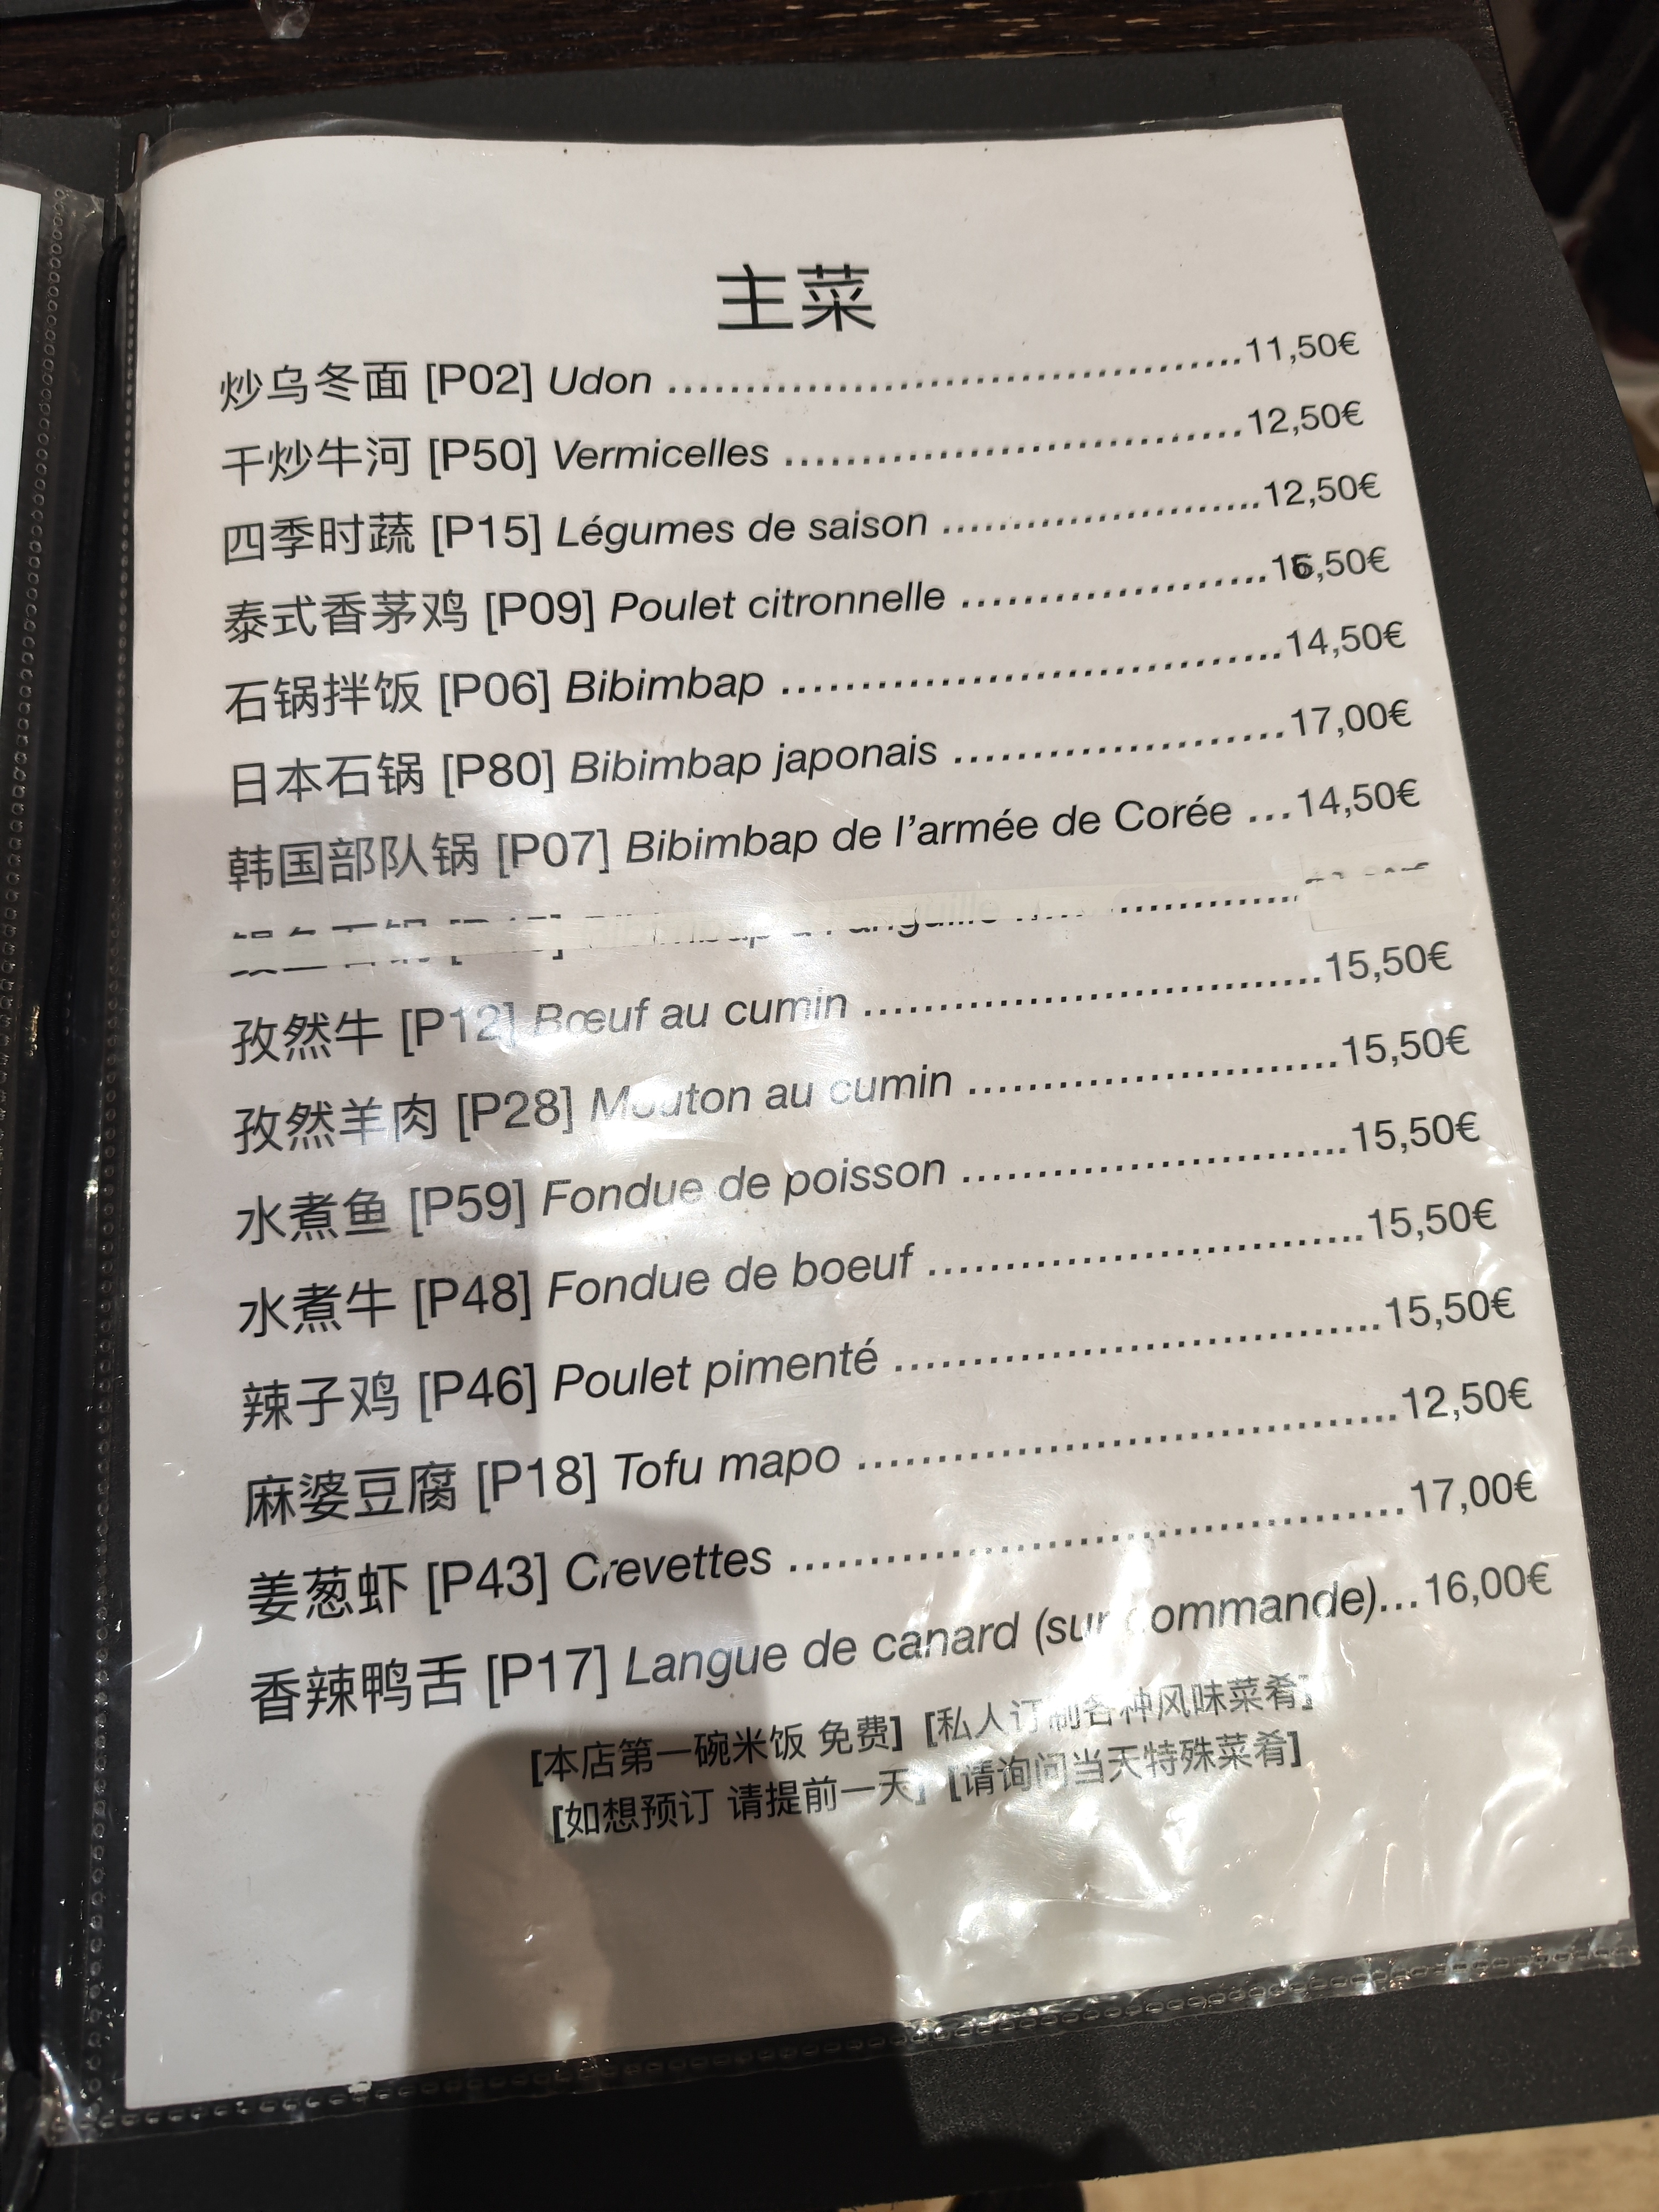 主菜
炒乌冬面 [P02] Udon ........................................11,50€
干炒牛河 [P50] Vermicelles ................................12,50€
四季时蔬 [P15] Légumes de saison ......................12,50€
泰式香茅鸡 [P09] Poulet citronnelle .....................,50€
石锅拌饭 [P06] Bibimbap ..................................14,50€
日本石锅 [P80] Bibimbap japonais ......................17,00€
韩国部队锅 [P07] Bibimbap de l’armée de Corée ...14,50€
孜然牛 [P12] Bœuf au cumin ..............................15,50€
孜然羊肉 [P28] Mouton au cumin ........................15,50€
水煮鱼 [P59] Fondue de poisson .........................15,50€
水煮牛 [P48] Fondue de boeuf ............................15,50€
辣子鸡 [P46] Poulet pimenté ...............................15,50€
麻婆豆腐 [P18] Tofu mapo ..................................12,50€
姜葱虾 [P43] Crevettes .......................................17,00€
香辣鸭舌 [P17] Langue de canard (sur commande)...16,00€
[本店第一碗米饭 免费] [私人订制各种风味菜肴]
[如想预订 请提前一天] [请询问当天特殊菜肴]